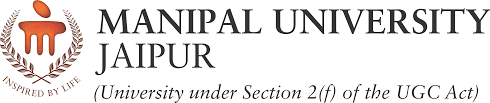 MANIPAL UNIVERSITY
JAIPUR
INSPIRED BY LIFE
(University under Section 2(f) of the UGC Act)